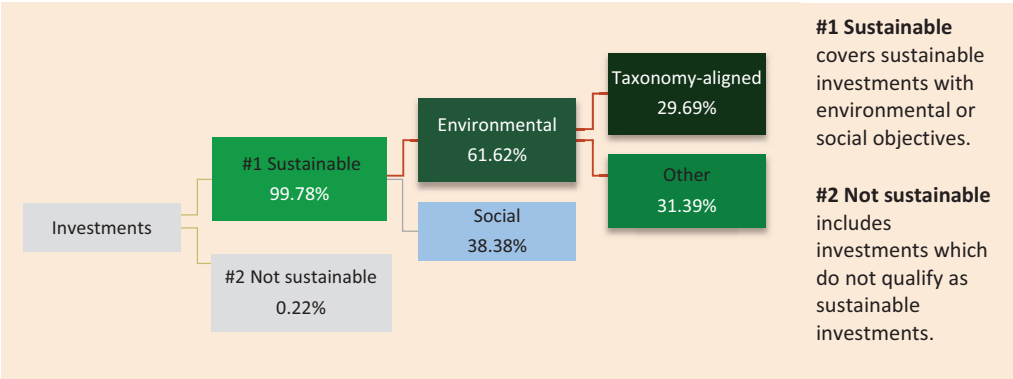 Investments
#1 Sustainable
99.78%
#2 Not sustainable
0.22%
Environmental
61.62%
Social
38.38%
Taxonomy-aligned
29.69%
Other
31.39%
#1 Sustainable
covers sustainable
investments with
environmental or
social objectives.
#2 Not sustainable
includes
investments which
do not qualify as
sustainable
investments.